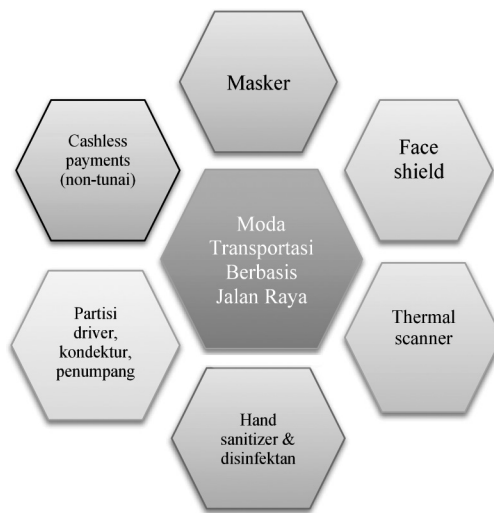 Masker
Face
shield
Thermal
scanner
Hand
sanitizer &
disinfektan
Partisi
driver,
kondektur,
penumpang
Cashless
payments
(non-tunai)
Moda
Transportasi
Berbasis
Jalan Raya